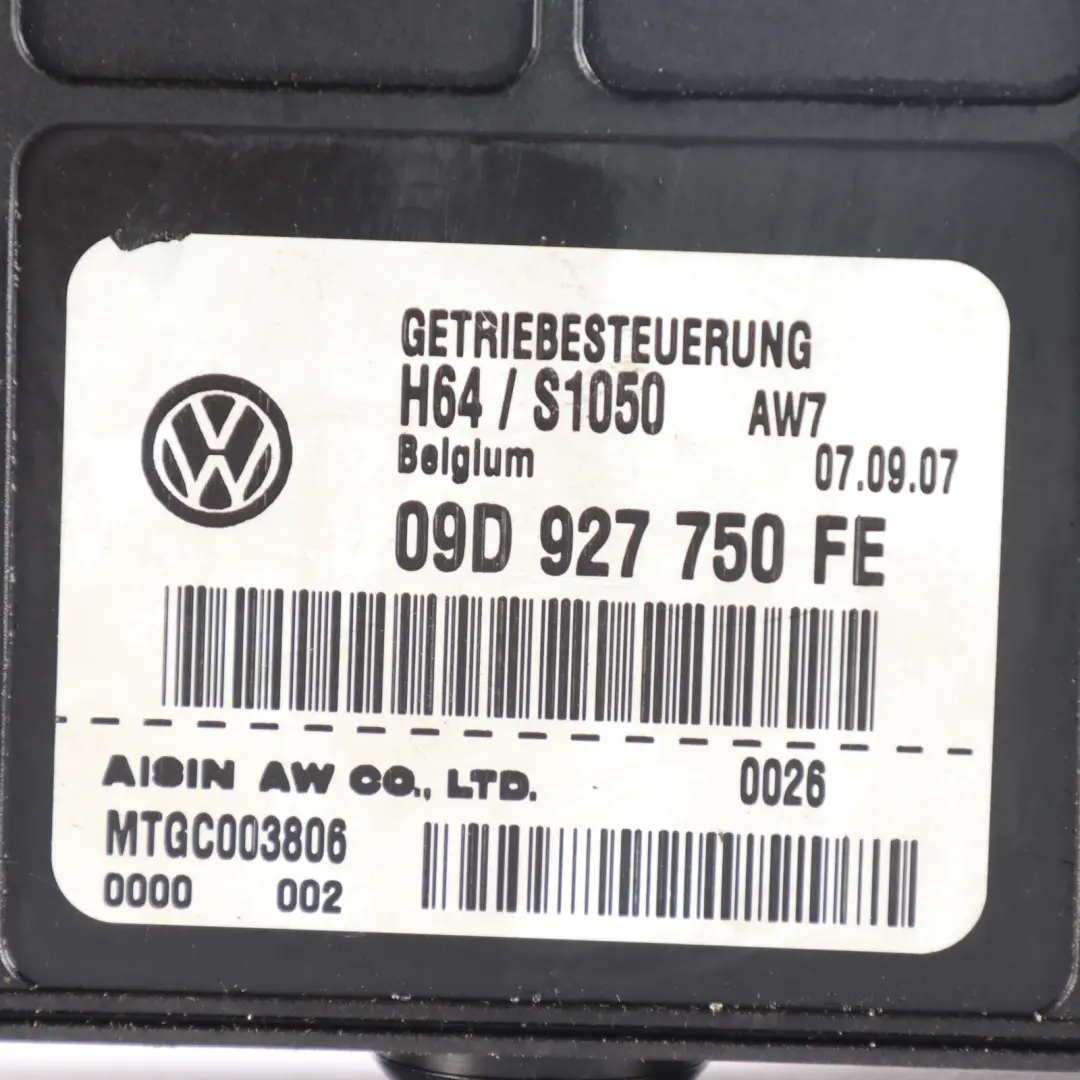 GETRIEBESTEUERUNG
H64 / S1050 AW7
Belgium 07.09.07
09D 927 750 FE
AISIN AW CO., LTD. 0026
MTGC003806
0000 002